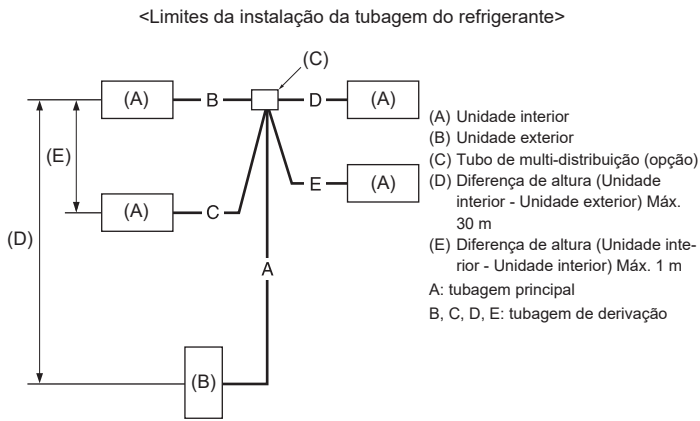 <Limites da instalação da tubagem do refrigerante>
(C)
(A) B D (A)
(E)
(A) C E (A)
(D)
A
(B)
(A) Unidade interior
(B) Unidade exterior
(C) Tubo de multi-distribuição (opção)
(D) Diferença de altura (Unidade
interior - Unidade exterior) Máx.
30 m
(E) Diferença de altura (Unidade inte-
rior - Unidade interior) Máx. 1 m
A: tubagem principal
B, C, D, E: tubagem de derivação